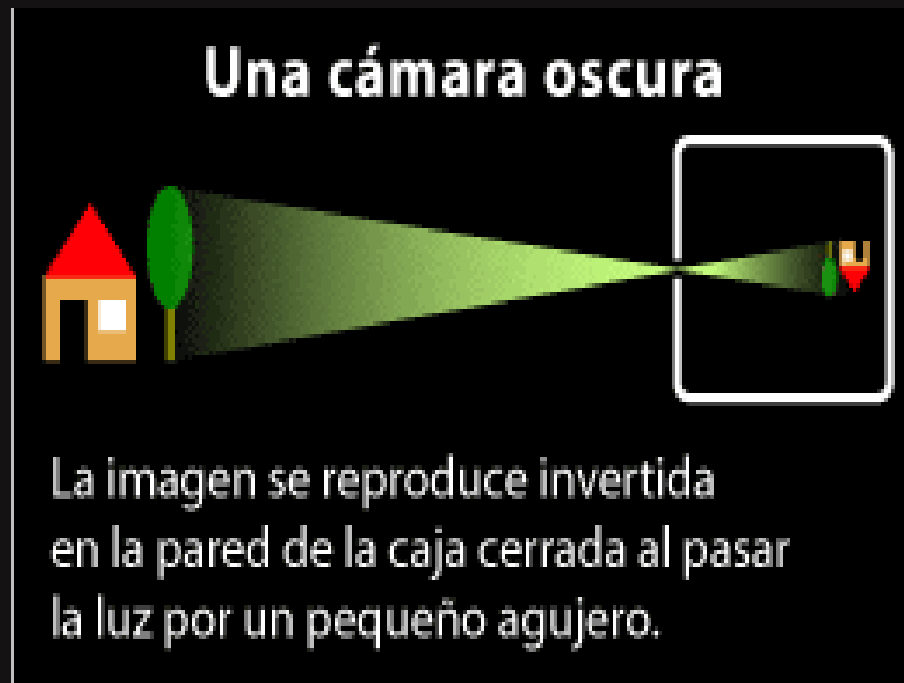 Una cámara oscura
La imagen se reproduce invertida
en la pared de la caja cerrada al pasar
la luz por un pequeño agujero.